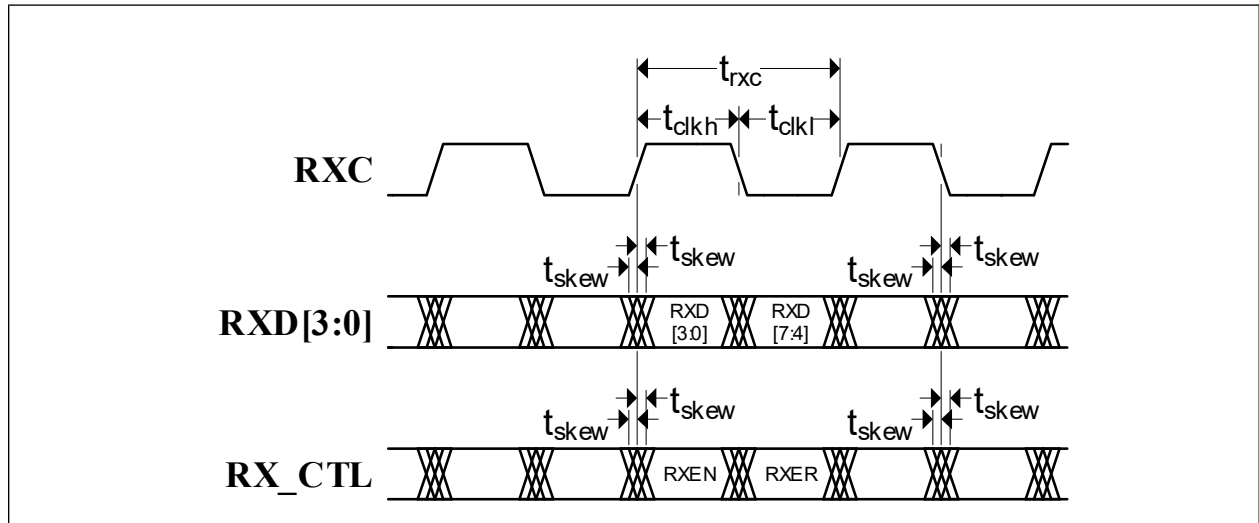 t_rxc
t_clkh t_clkl
RXC
t_skew t_skew
t_skew t_skew
RXD[3:0] RXD RXD
[3:0] [7:4]
t_skew t_skew
t_skew t_skew
RX_CTL RXEN RXER